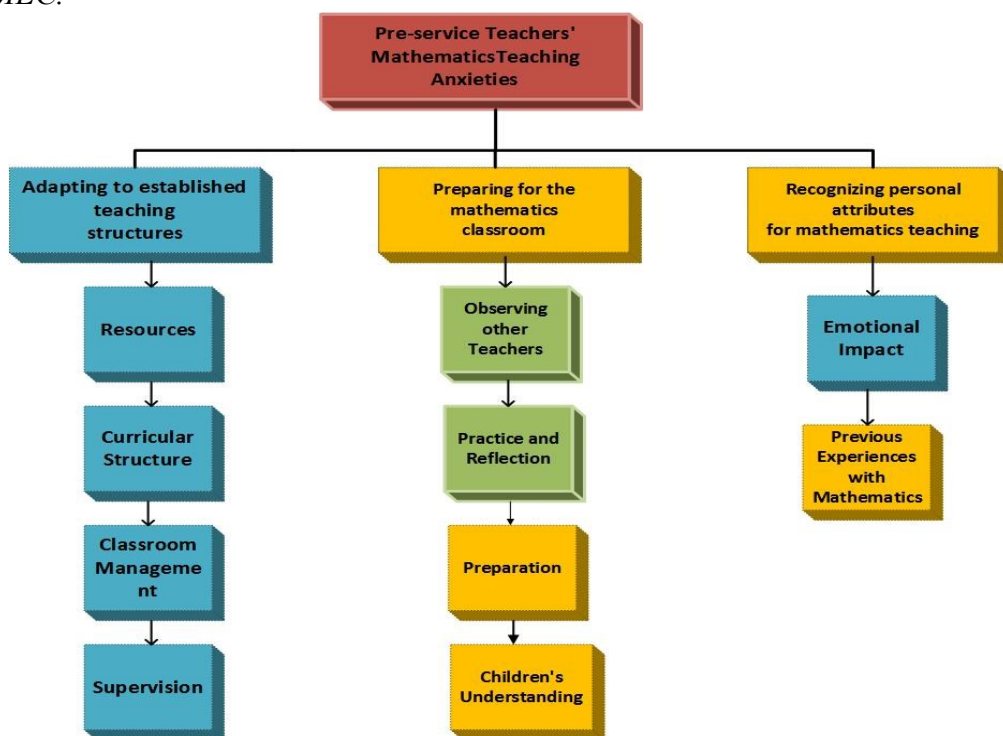 Pre-service Teachers'
MathematicsTeaching
Anxieties
Adapting to established
teaching
structures
Preparing for the
mathematics
classroom
Recognizing personal
attributes
for mathematics teaching
Resources
Observing
other
Teachers
Emotional
Impact
Curricular
Structure
Practice and
Reflection
Previous
Experiences
with
Mathematics
Classroom
Manageme
nt
Preparation
Supervision
Children's
Understanding